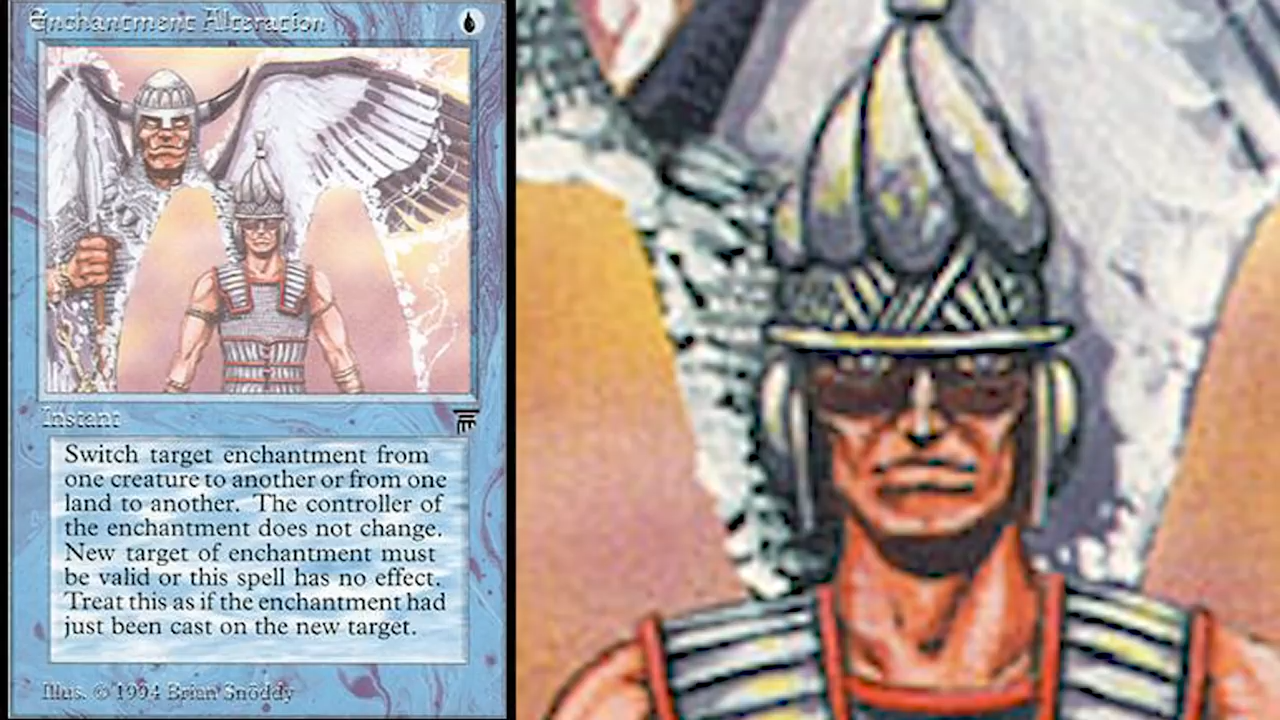 Enchantment Alteration
Instant
Switch target enchantment from
one creature to another or from one
land to another. The controller of
the enchantment does not change.
New target of enchantment must
be valid or this spell has no effect.
Treat this as if the enchantment had
just been cast on the new target.
Illus. © 1994 Brian Snoddy